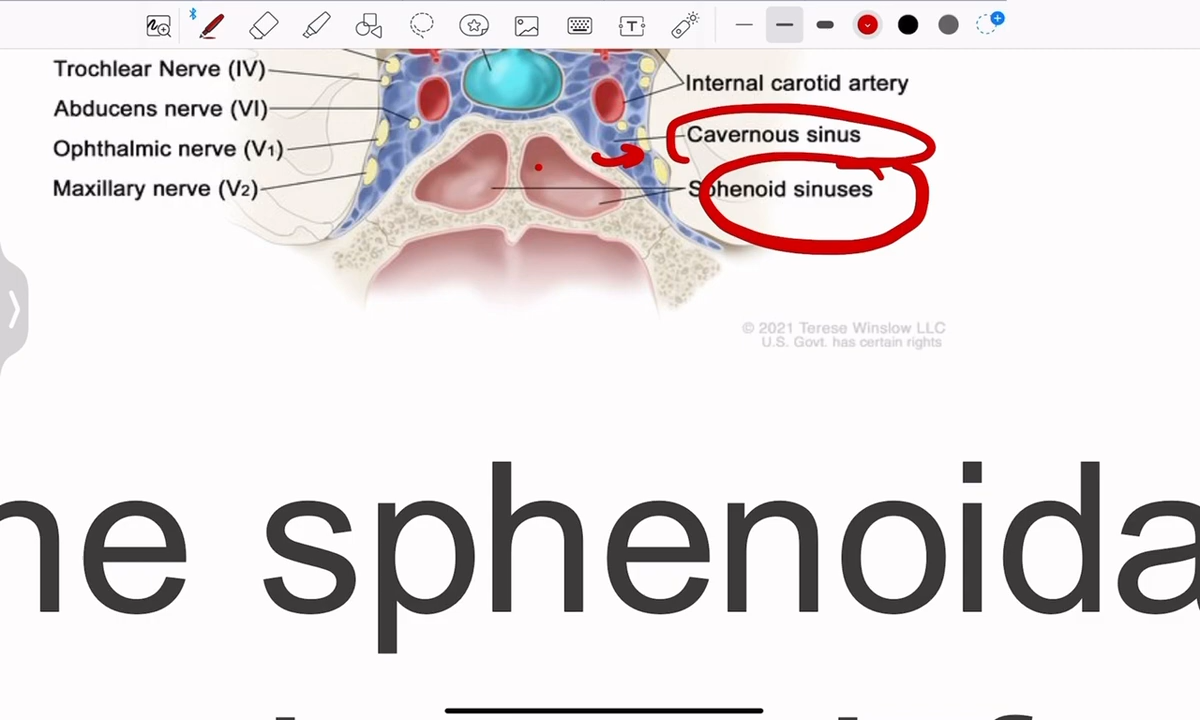 Trochlear Nerve (IV)
Abducens nerve (VI)
Ophthalmic nerve (V1)
Maxillary nerve (V2)
Internal carotid artery
Cavernous sinus
Sphenoid sinuses
© 2021 Terese Winslow LLC
U.S. Govt. has certain rights
he sphenoida